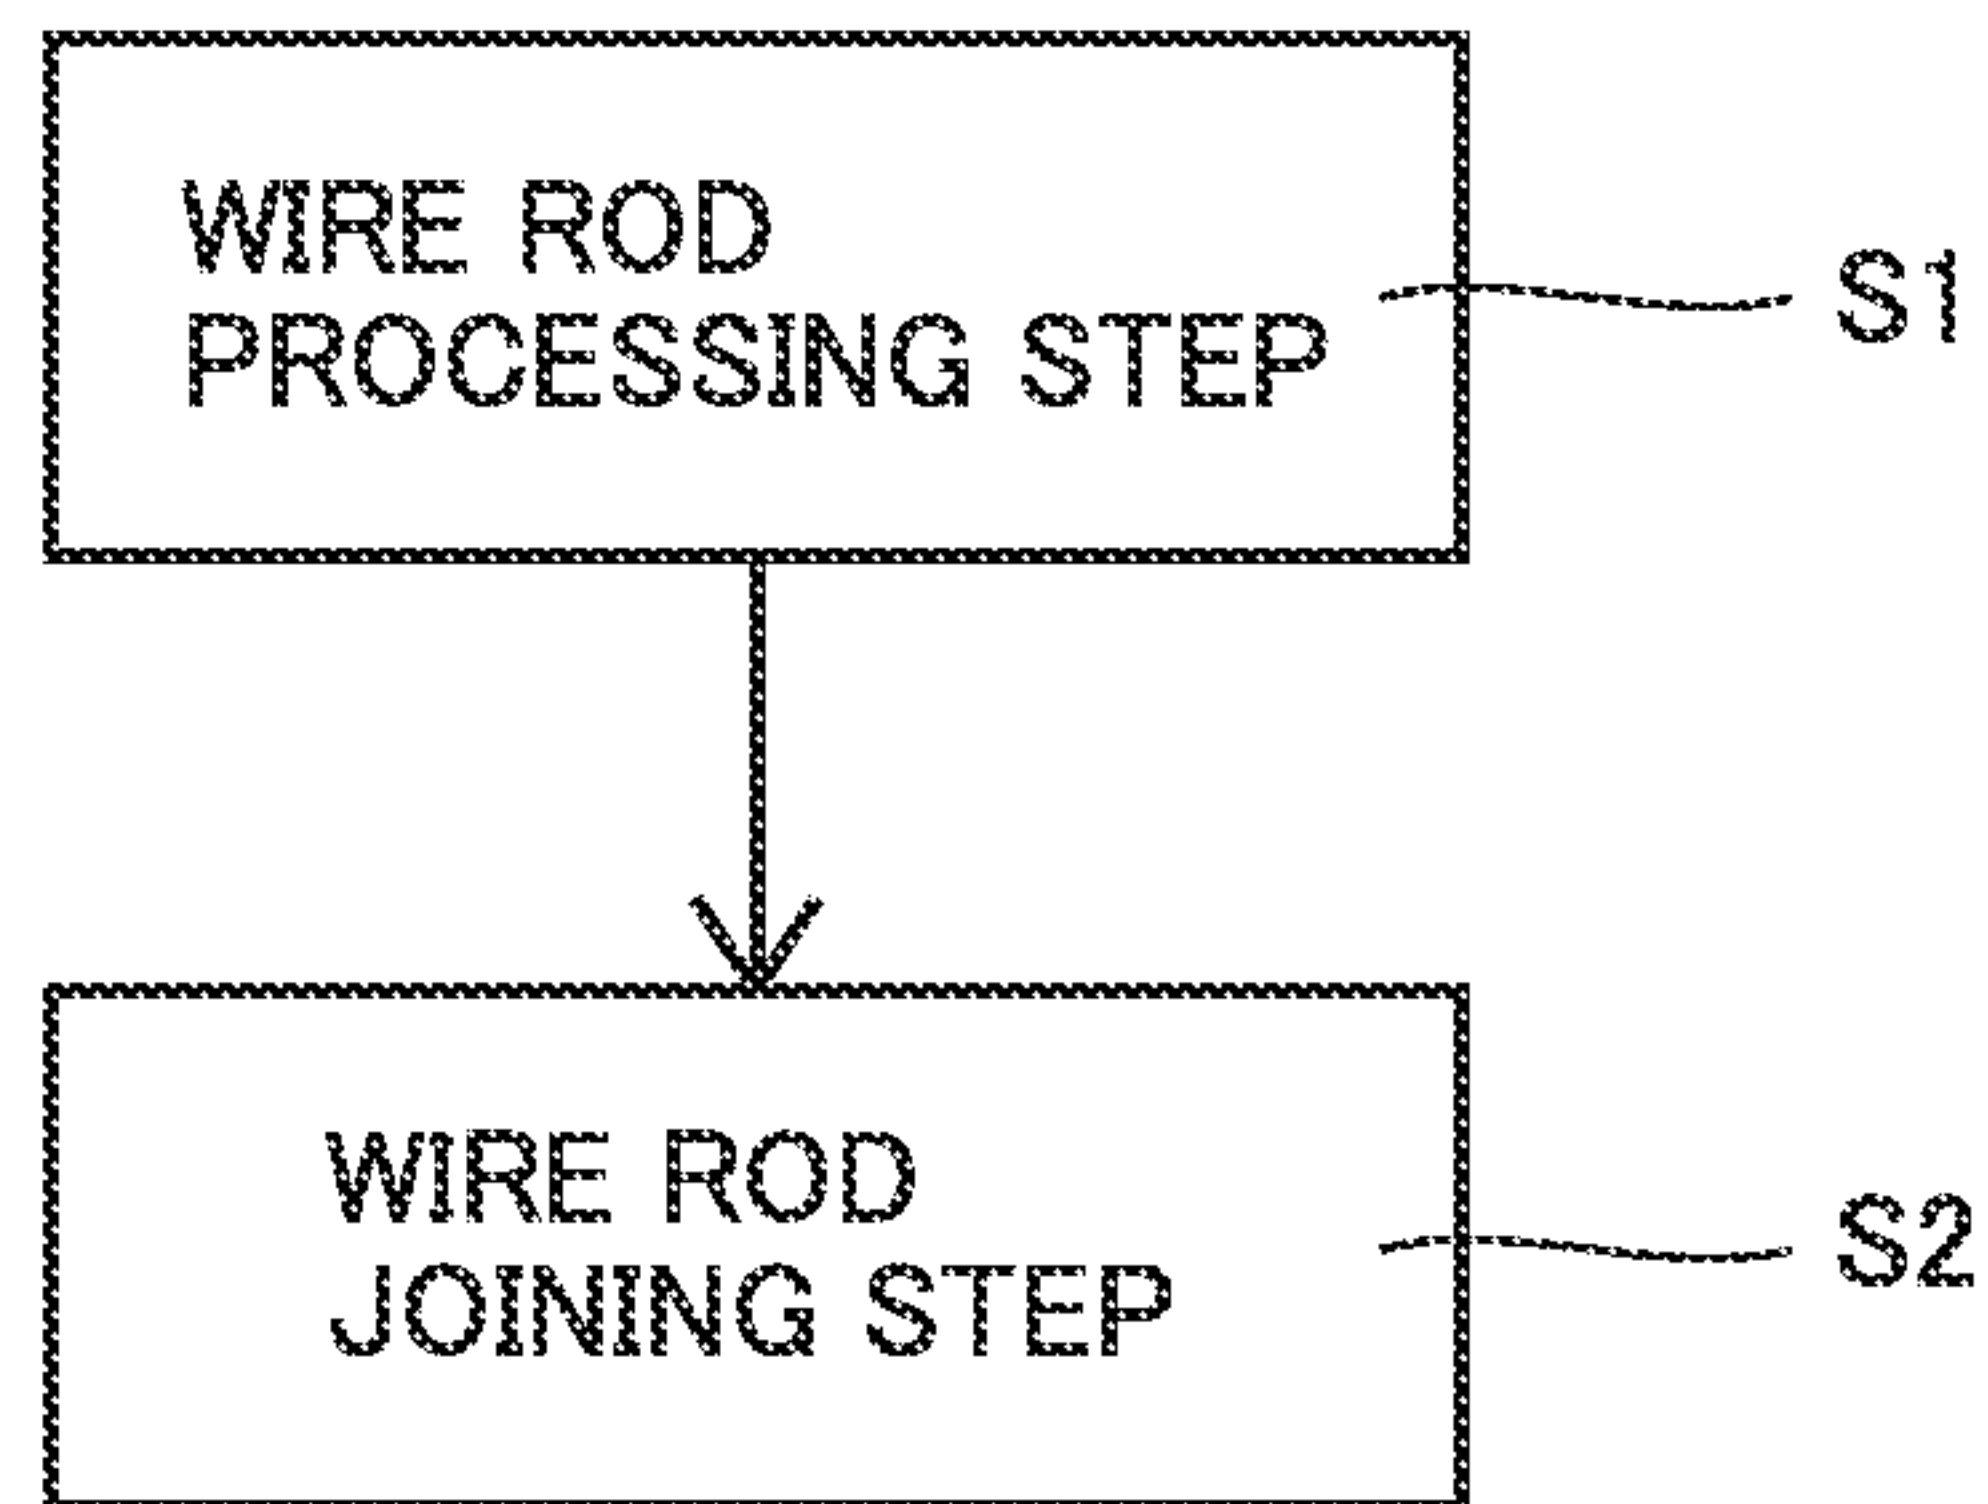 WIRE ROD
PROCESSING STEP
S1
WIRE ROD
JOINING STEP
S2